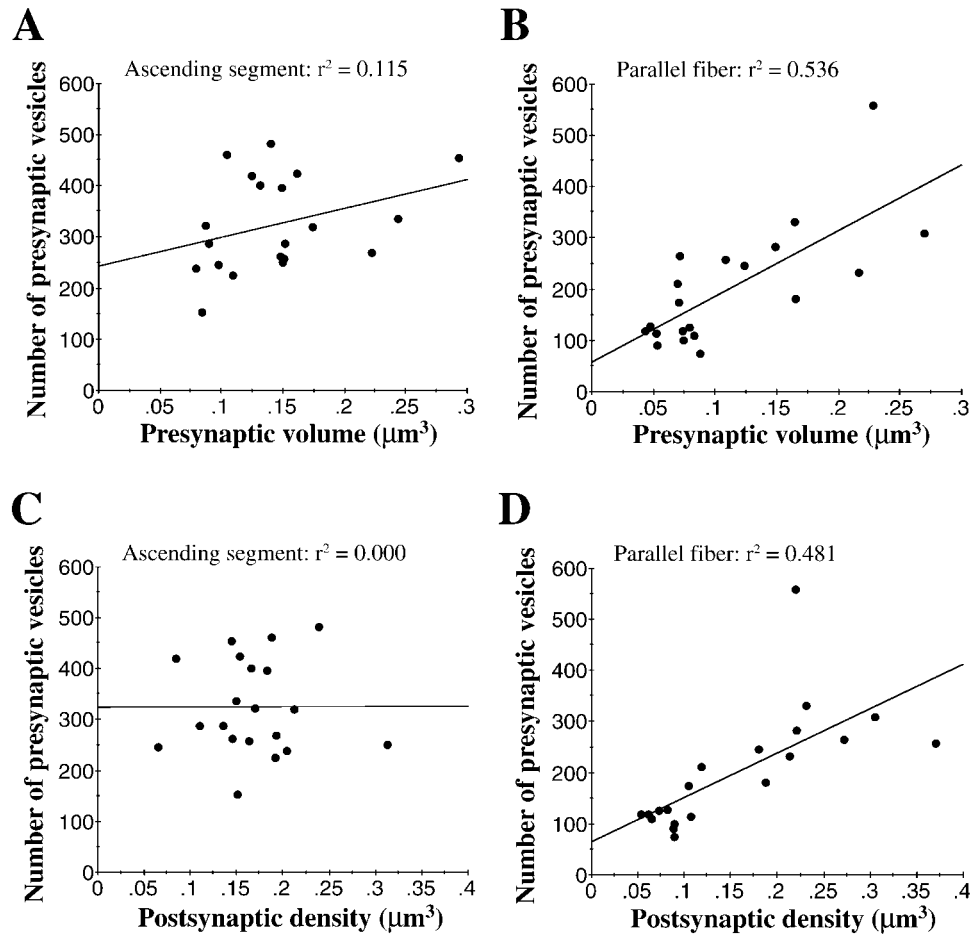 A
Ascending segment: r² = 0.115
Number of presynaptic vesicles
600
500
400
300
200
100
0
0 .05 .1 .15 .2 .25 .3
Presynaptic volume (μm³)
B
Parallel fiber: r² = 0.536
Number of presynaptic vesicles
600
500
400
300
200
100
0
0 .05 .1 .15 .2 .25 .3
Presynaptic volume (μm³)
C
Ascending segment: r² = 0.000
Number of presynaptic vesicles
600
500
400
300
200
100
0
0 .05 .1 .15 .2 .25 .3 .35 .4
Postsynaptic density (μm³)
D
Parallel fiber: r² = 0.481
Number of presynaptic vesicles
600
500
400
300
200
100
0
0 .05 .1 .15 .2 .25 .3 .35 .4
Postsynaptic density (μm³)